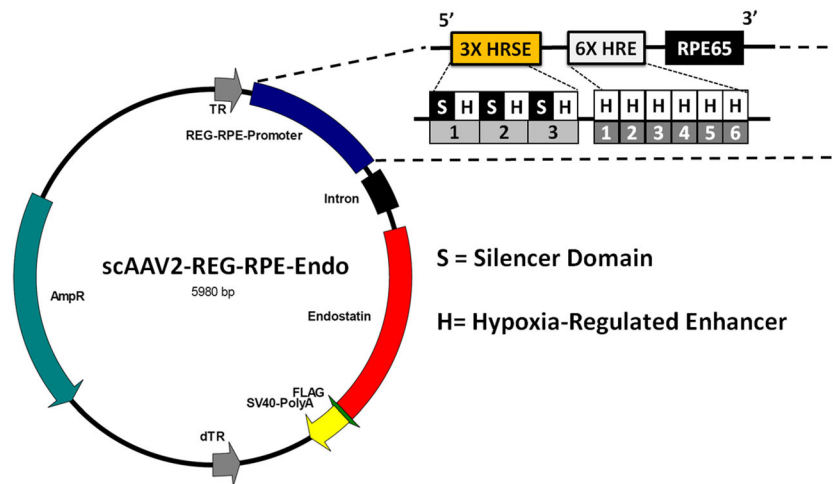 5’ 3’
3X HRSE 6X HRE RPE65
S H S H S H H H H H H H
1 2 3 1 2 3 4 5 6
TR
REG-RPE-Promoter
Intron
scAAV2-REG-RPE-Endo
5980 bp
AmpR
Endostatin
FLAG
SV40-PolyA
dTR
S = Silencer Domain
H= Hypoxia-Regulated Enhancer